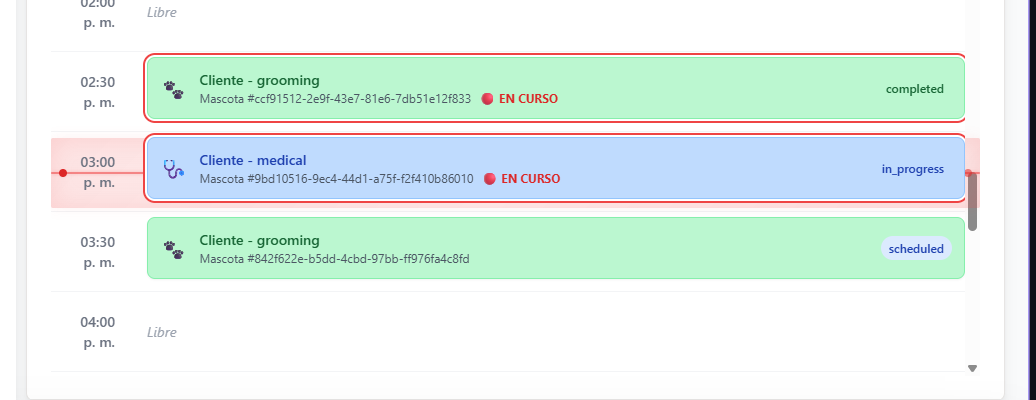 02:00
p. m.
Libre
02:30
p. m.
Cliente - grooming
Mascota #ccf91512-2e9f-43e7-81e6-7db51e12f833 EN CURSO
completed
03:00
p. m.
Cliente - medical
Mascota #9bd10516-9ec4-44d1-a75f-f2f410b86010 EN CURSO
in_progress
03:30
p. m.
Cliente - grooming
Mascota #842f622e-b5dd-4cbd-97bb-ff976fa4c8fd
scheduled
04:00
p. m.
Libre